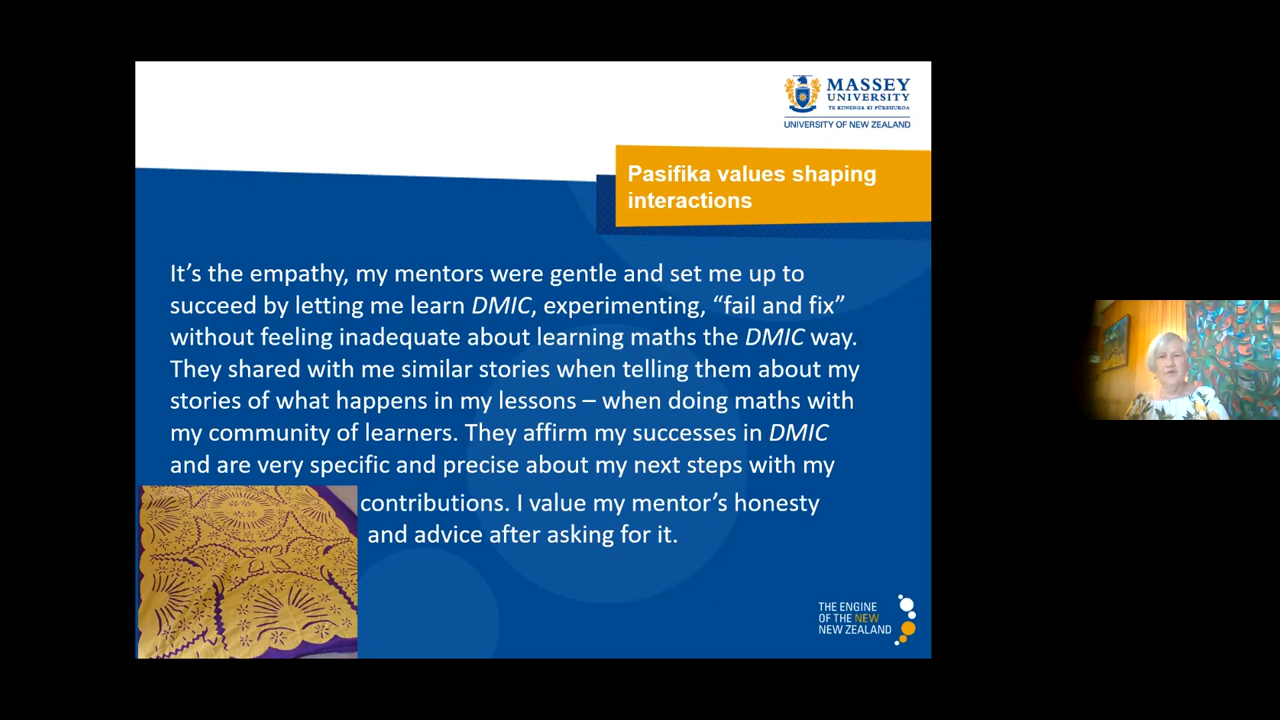 MASSEY
UNIVERSITY
TE KUNENGA KI PŪREHUROA
UNIVERSITY OF NEW ZEALAND
Pasifika values shaping
interactions
It’s the empathy, my mentors were gentle and set me up to
succeed by letting me learn DMIC, experimenting, “fail and fix”
without feeling inadequate about learning maths the DMIC way.
They shared with me similar stories when telling them about my
stories of what happens in my lessons – when doing maths with
my community of learners. They affirm my successes in DMIC
and are very specific and precise about my next steps with my
contributions. I value my mentor’s honesty
and advice after asking for it.
THE ENGINE
OF THE NEW
NEW ZEALAND